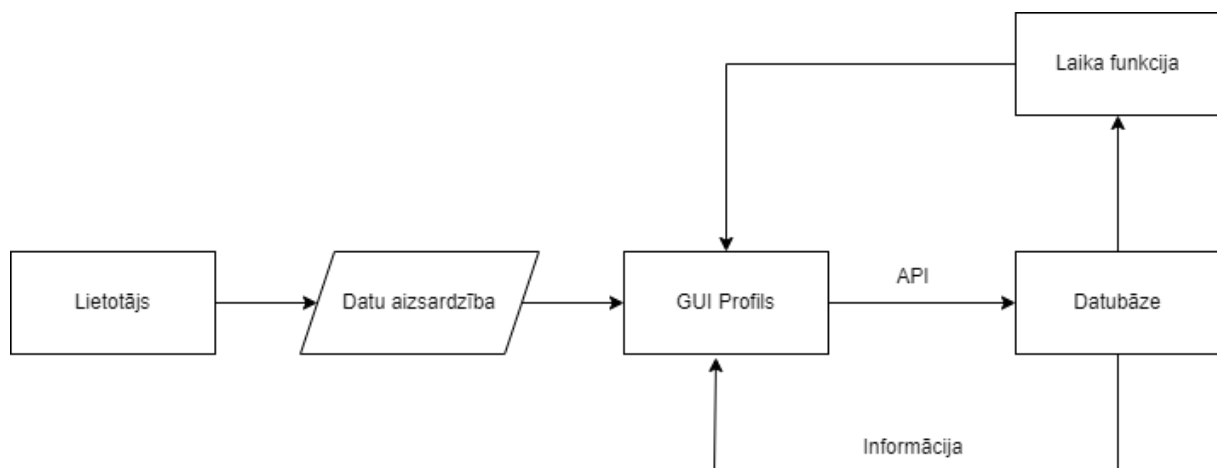 Laika funkcija
Lietotājs
Datu aizsardzība
GUI Profils
API
Datubāze
Informācija